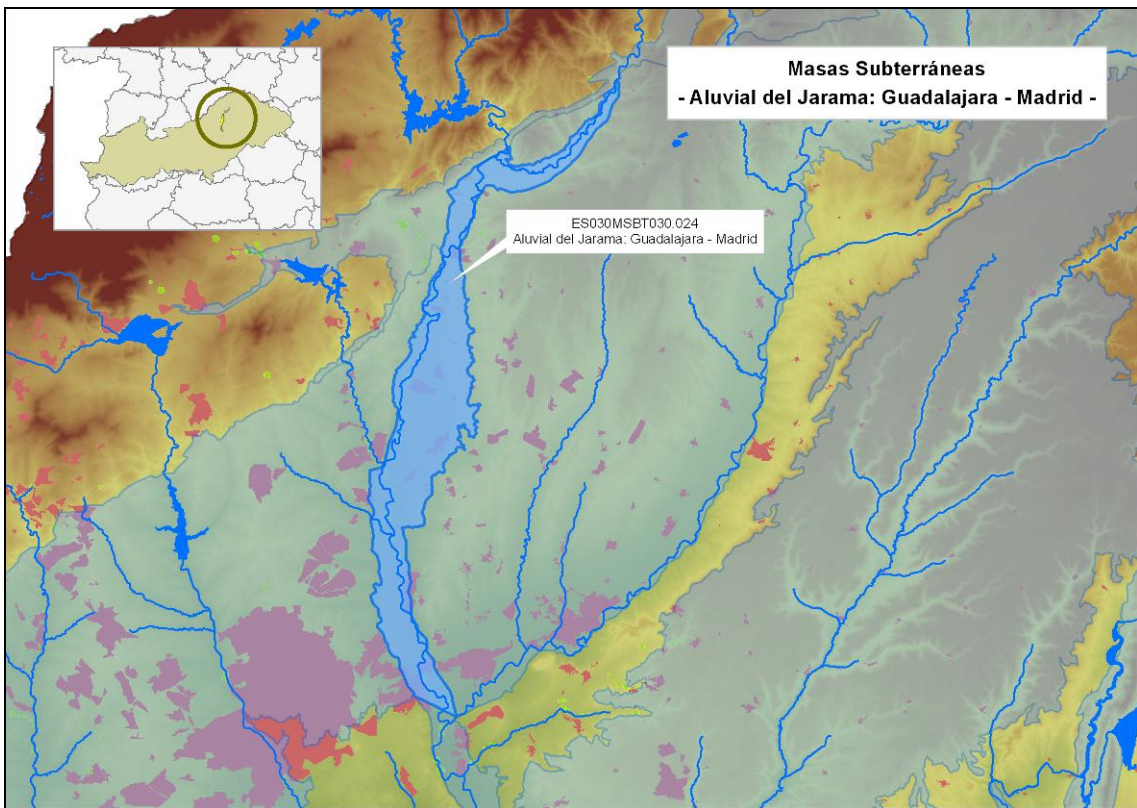 Masas Subterráneas
- Aluvial del Jarama: Guadalajara - Madrid -
ES030MSBT030.024
Aluvial del Jarama: Guadalajara - Madrid